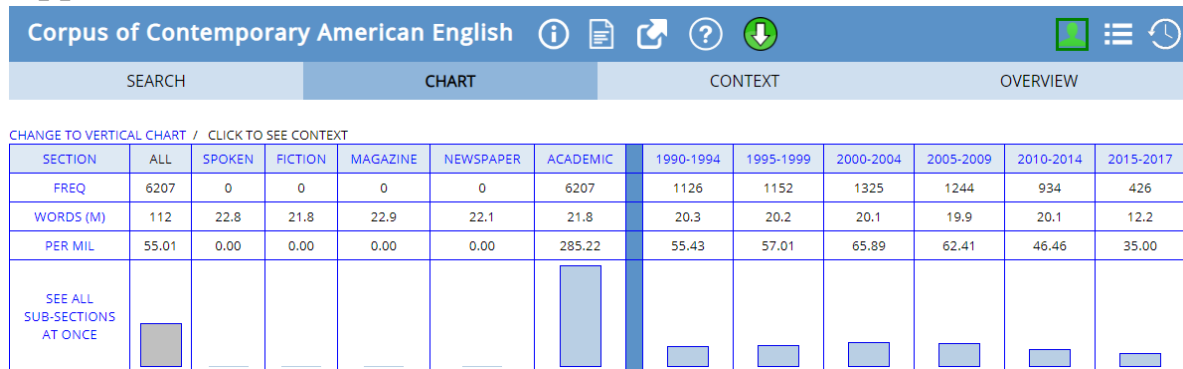 Corpus of Contemporary American English
SEARCH CHART CONTEXT OVERVIEW
CHANGE TO VERTICAL CHART / CLICK TO SEE CONTEXT
SECTION ALL SPOKEN FICTION MAGAZINE NEWSPAPER ACADEMIC 1990-1994 1995-1999 2000-2004 2005-2009 2010-2014 2015-2017
FREQ 6207 0 0 0 0 6207 1126 1152 1325 1244 934 426
WORDS (M) 112 22.8 21.8 22.9 22.1 21.8 20.3 20.2 20.1 19.9 20.1 12.2
PER MIL 55.01 0.00 0.00 0.00 0.00 285.22 55.43 57.01 65.89 62.41 46.46 35.00
SEE ALL
SUB-SECTIONS
AT ONCE